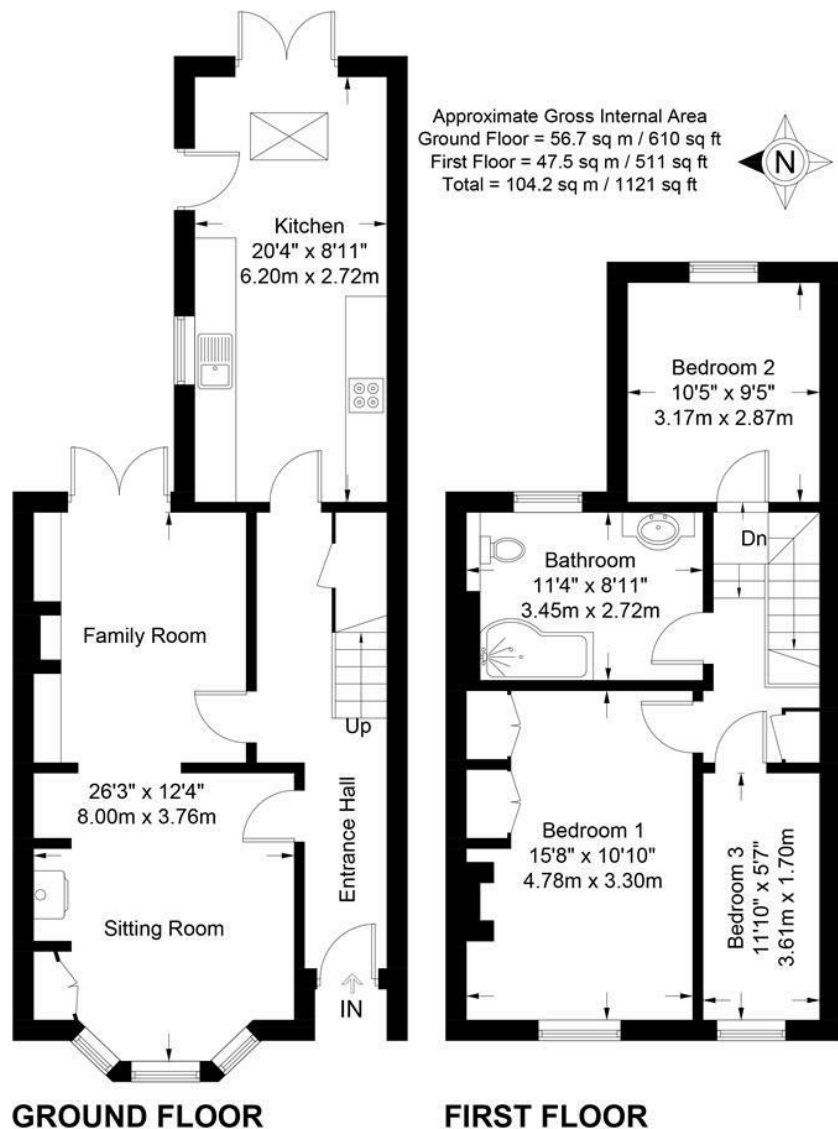 Approximate Gross Internal Area
Ground Floor = 56.7 sq m / 610 sq ft
First Floor = 47.5 sq m / 511 sq ft
Total = 104.2 sq m / 1121 sq ft
N
Kitchen
20'4" x 8'11"
6.20m x 2.72m
Family Room
Up
26'3" x 12'4"
8.00m x 3.76m
Sitting Room
Entrance Hall
IN
GROUND FLOOR
Bedroom 2
10'5" x 9'5"
3.17m x 2.87m
Dn
Bathroom
11'4" x 8'11"
3.45m x 2.72m
Bedroom 1
15'8" x 10'10"
4.78m x 3.30m
Bedroom 3
11'10" x 5'7"
3.61m x 1.70m
FIRST FLOOR